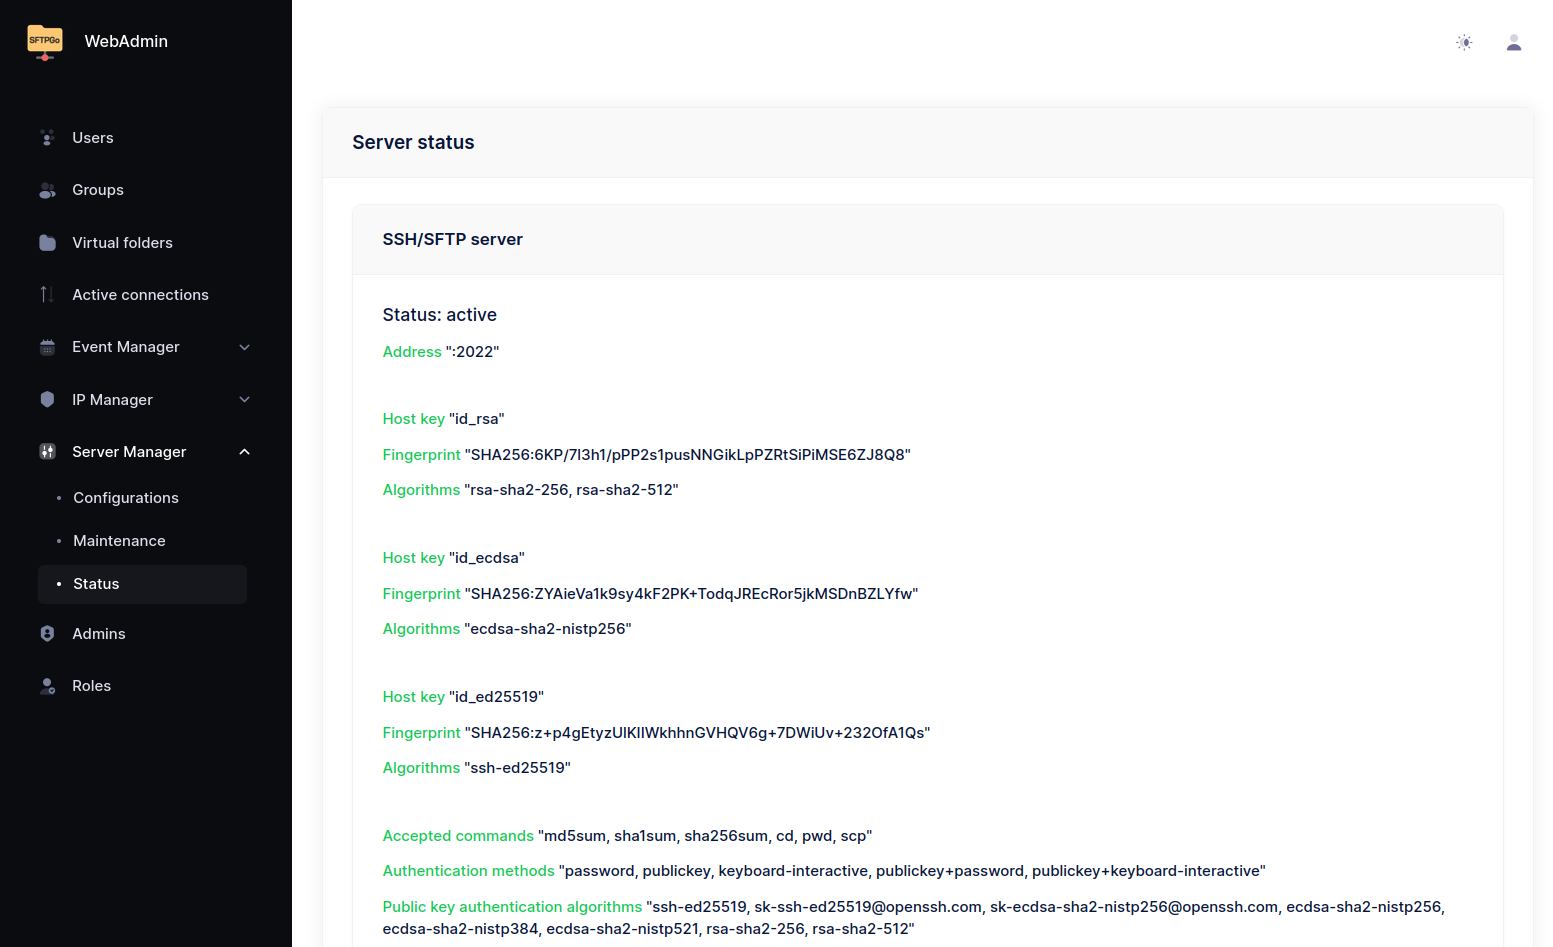 SFTPGo
WebAdmin
Users
Groups
Virtual folders
Active connections
Event Manager
IP Manager
Server Manager
Configurations
Maintenance
Status
Admins
Roles
Server status
SSH/SFTP server
Status: active
Address ":2022"
Host key "id_rsa"
Fingerprint "SHA256:6KP/7I3h1/pPP2s1pusNNGikLpPZRtSiPiMSE6ZJ8Q8"
Algorithms "rsa-sha2-256, rsa-sha2-512"
Host key "id_ecdsa"
Fingerprint "SHA256:ZYAieVa1k9sy4kF2PK+TodqJREcRor5jkMSDnBZLYfw"
Algorithms "ecdsa-sha2-nistp256"
Host key "id_ed25519"
Fingerprint "SHA256:z+p4gEtyzUIKIIWkhhnGVHQV6g+7DWiUv+232OfA1Qs"
Algorithms "ssh-ed25519"
Accepted commands "md5sum, sha1sum, sha256sum, cd, pwd, scp"
Authentication methods "password, publickey, keyboard-interactive, publickey+password, publickey+keyboard-interactive"
Public key authentication algorithms "ssh-ed25519, sk-ssh-ed25519@openssh.com, sk-ecdsa-sha2-nistp256@openssh.com, ecdsa-sha2-nistp256,
ecdsa-sha2-nistp384, ecdsa-sha2-nistp521, rsa-sha2-256, rsa-sha2-512"